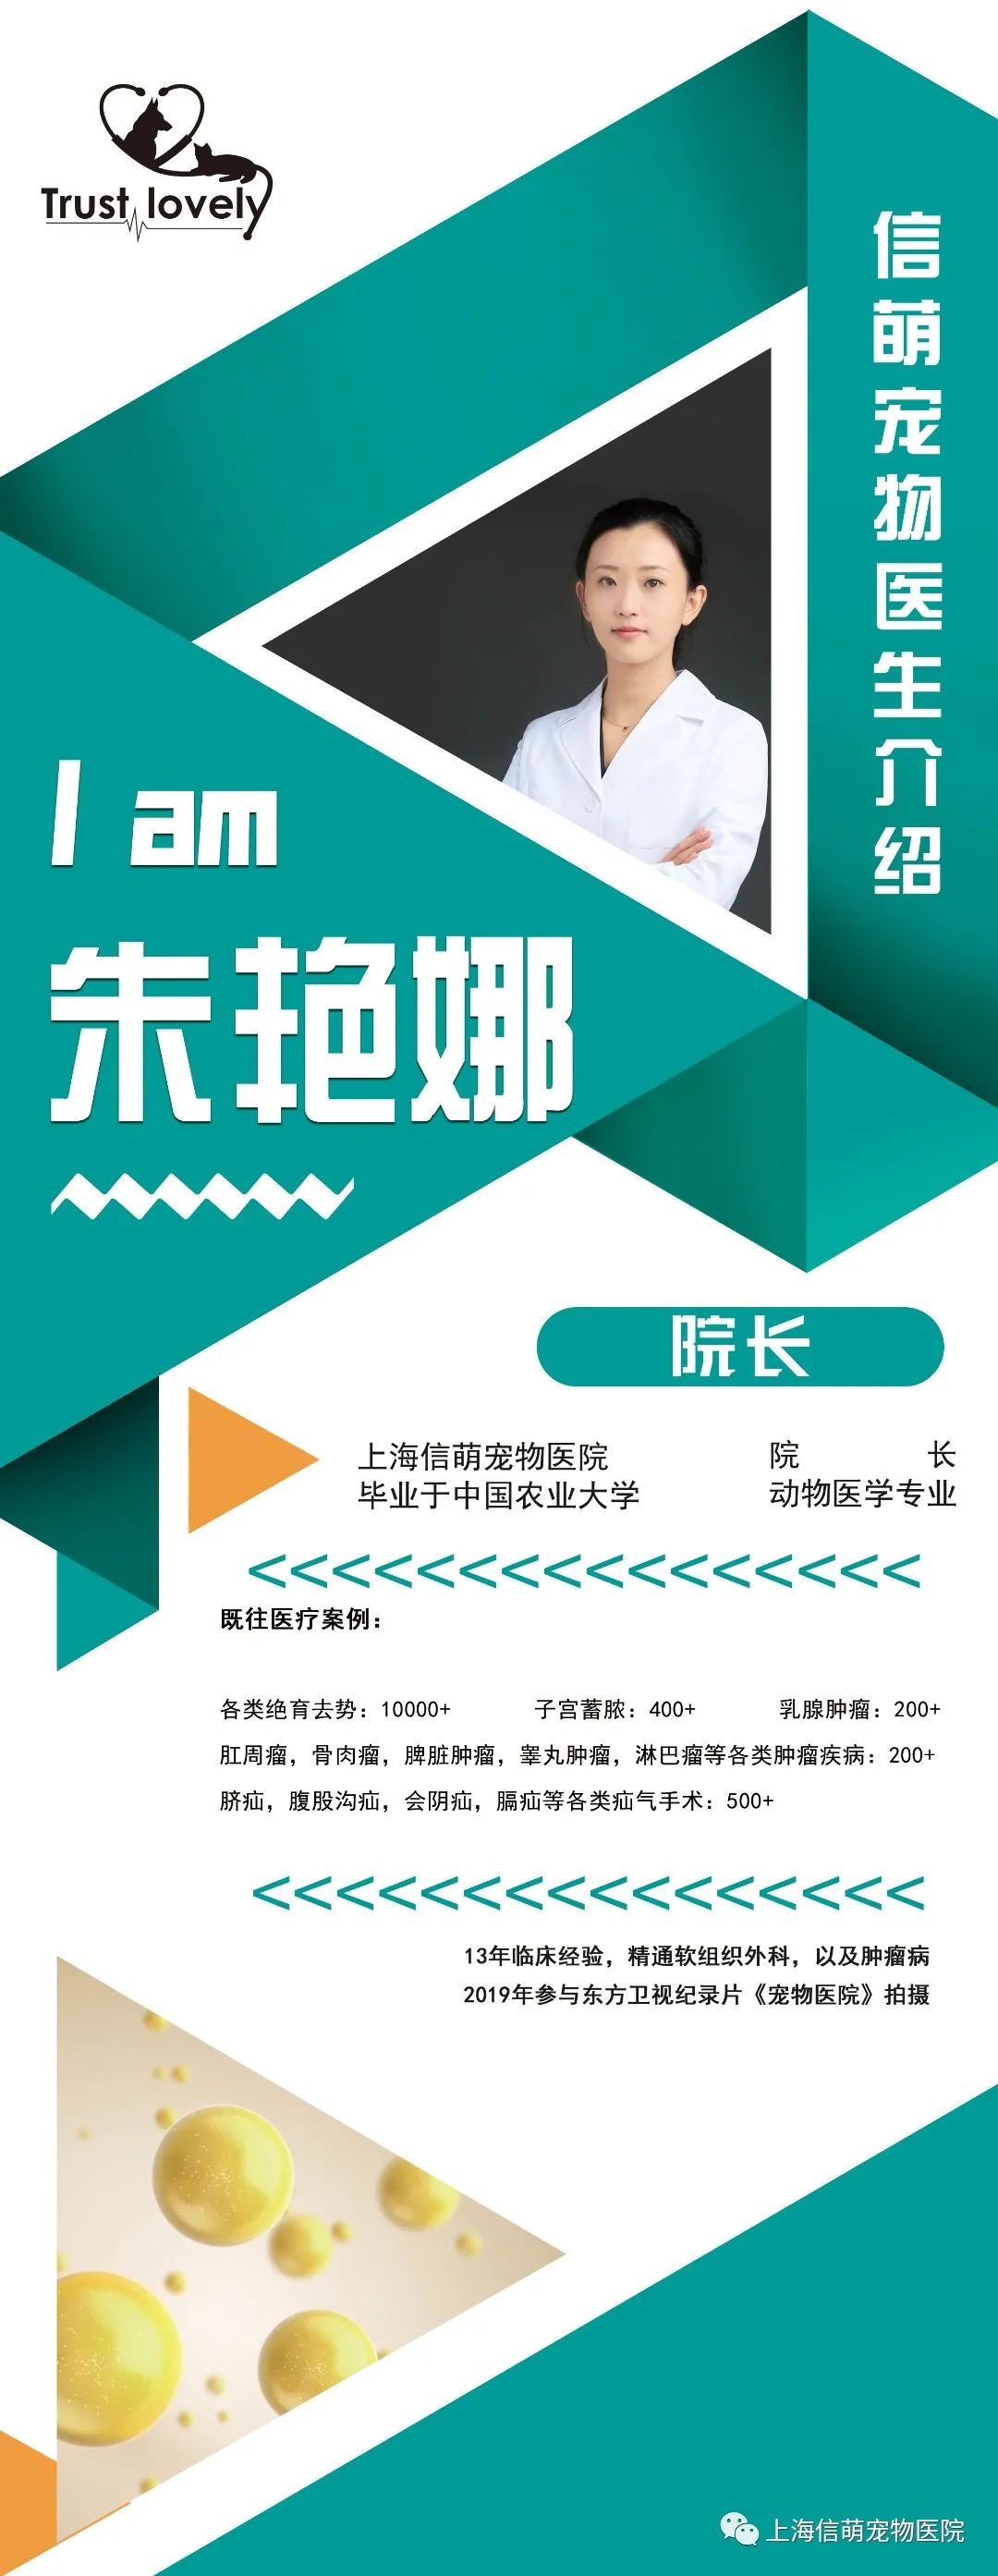 Trust lovely
信萌宠物医生介绍
I am
朱艳娜
院长
上海信萌宠物医院 院 长
毕业于中国农业大学 动物医学专业
<<<<<<<<<<<<<<<<
既往医疗案例：
各类绝育去势：10000+ 子宫蓄脓：400+ 乳腺肿瘤：200+
肛周瘤，骨肉瘤，脾脏肿瘤，睾丸肿瘤，淋巴瘤等各类肿瘤疾病：200+
脐疝，腹股沟疝，会阴疝，膈疝等各类疝气手术：500+
<<<<<<<<<<<<<<<<
13年临床经验，精通软组织外科，以及肿瘤病
2019年参与东方卫视纪录片《宠物医院》拍摄
上海信萌宠物医院